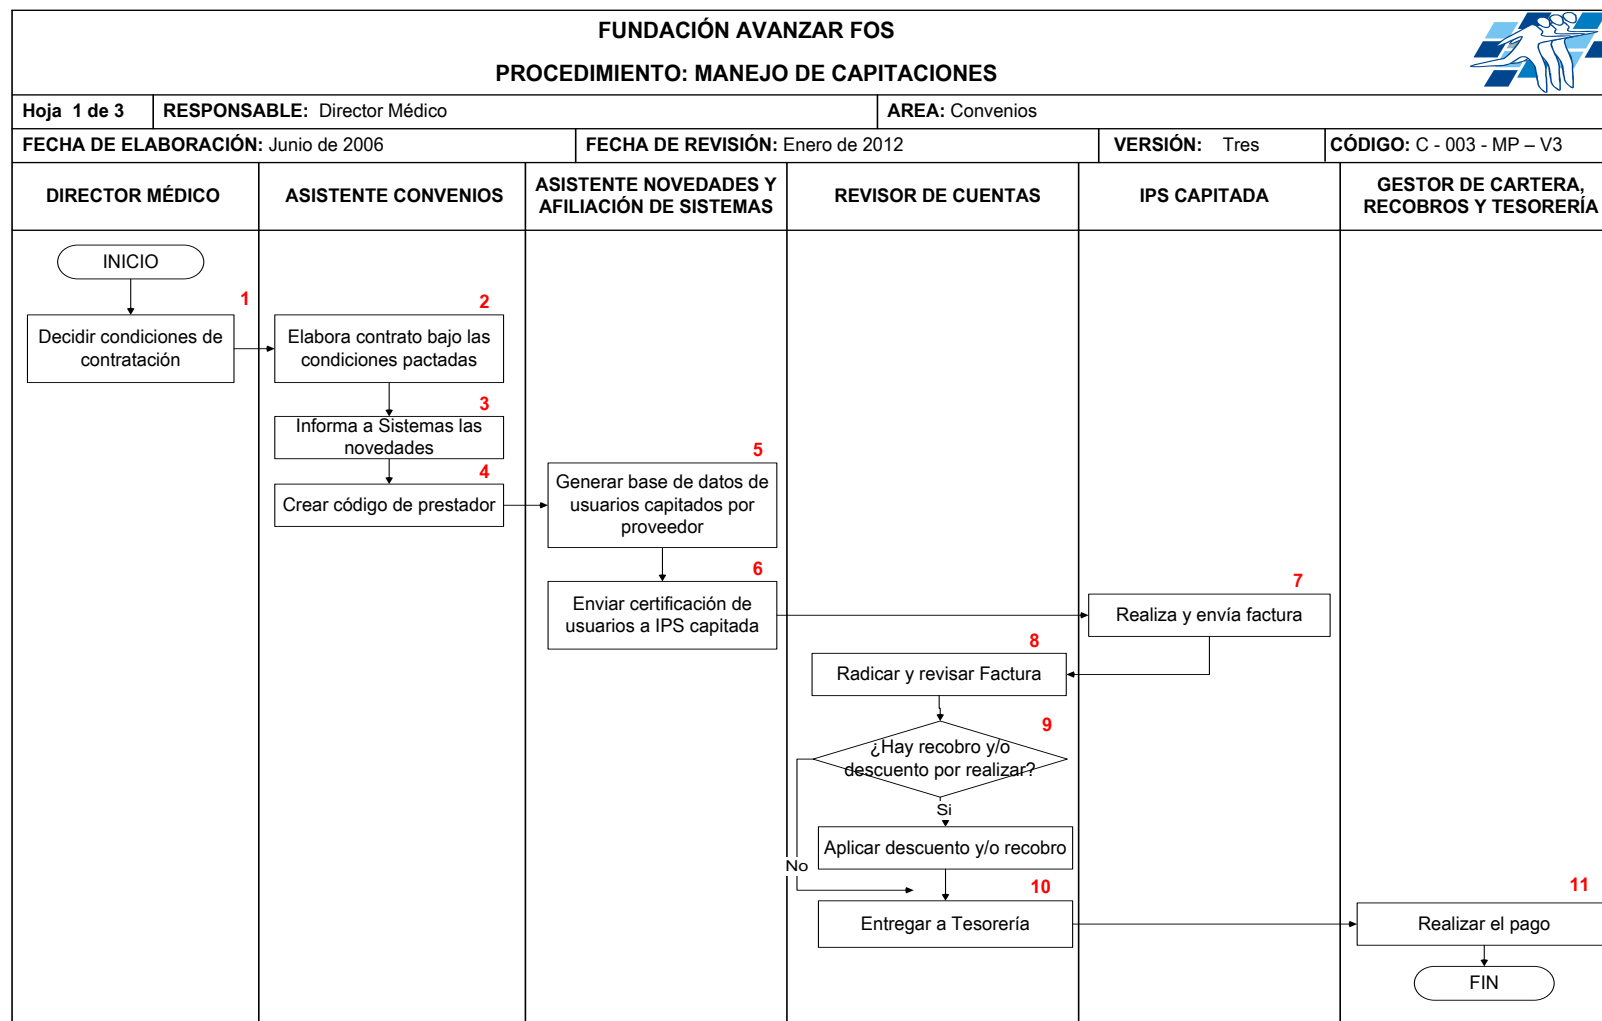 FUNDACIÓN AVANZAR FOS
PROCEDIMIENTO: MANEJO DE CAPITACIONES
Hoja 1 de 3
RESPONSABLE: Director Médico
AREA: Convenios
FECHA DE ELABORACIÓN: Junio de 2006
FECHA DE REVISIÓN: Enero de 2012
VERSIÓN: Tres
CÓDIGO: C - 003 - MP – V3
DIRECTOR MÉDICO
ASISTENTE CONVENIOS
ASISTENTE NOVEDADES Y
AFILIACIÓN DE SISTEMAS
REVISOR DE CUENTAS
IPS CAPITADA
GESTOR DE CARTERA,
RECOBROS Y TESORERÍA
INICIO
1
Decidir condiciones de
contratación
2
Elabora contrato bajo las
condiciones pactadas
3
Informa a Sistemas las
novedades
4
Crear código de prestador
5
Generar base de datos de
usuarios capitados por
proveedor
6
Enviar certificación de
usuarios a IPS capitada
7
Realiza y envía factura
8
Radicar y revisar Factura
9
¿Hay recobro y/o
descuento por realizar?
Si
Aplicar descuento y/o recobro
No
10
Entregar a Tesorería
11
Realizar el pago
FIN